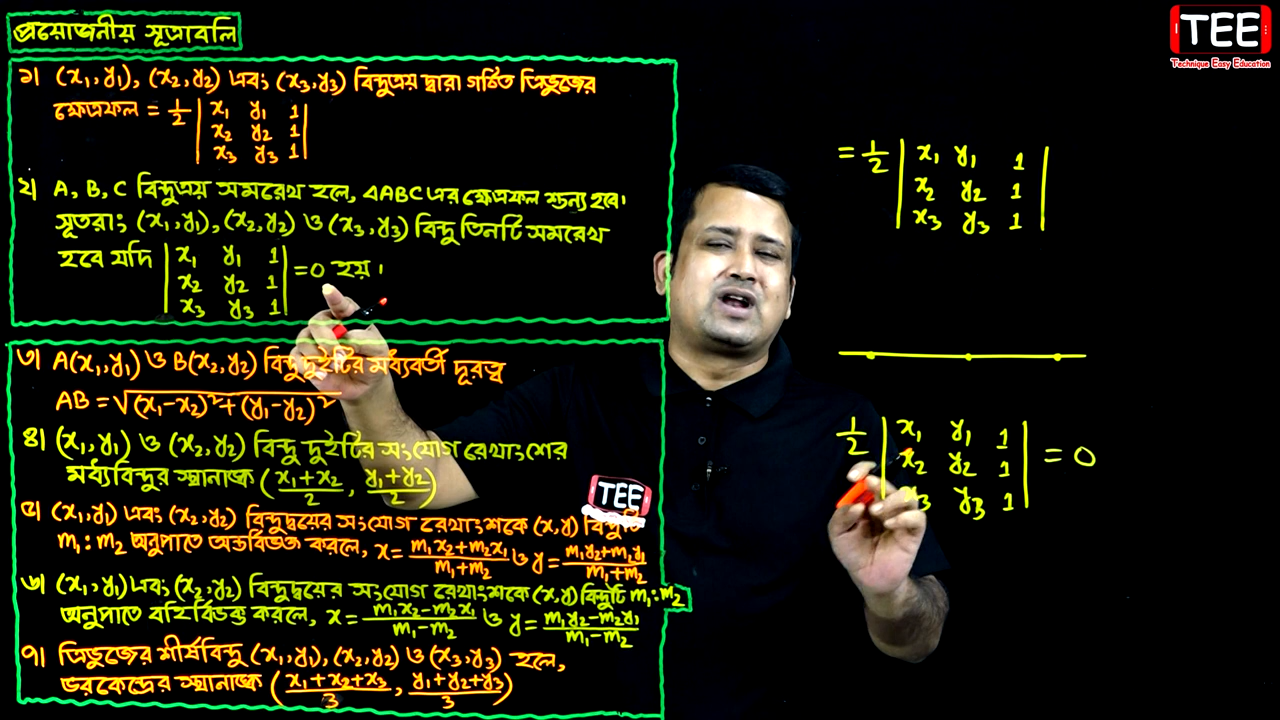 প্রয়োজনীয় সূত্রাবলি
১। (x₁, y₁), (x₂, y₂) এবং (x₃, y₃) বিন্দুত্রয় দ্বারা গঠিত ত্রিভুজের
ক্ষেত্রফল = 1/2 | x₁ y₁ 1 |
| x₂ y₂ 1 |
| x₃ y₃ 1 |
২। A, B, C বিন্দুত্রয় সমরেখ হলে, ΔABC এর ক্ষেত্রফল শূন্য হবে।
সুতরাং (x₁, y₁), (x₂, y₂) ও (x₃, y₃) বিন্দু তিনটি সমরেখ
হবে যদি | x₁ y₁ 1 | = 0 হয়।
| x₂ y₂ 1 |
| x₃ y₃ 1 |
৩। A(x₁, y₁) ও B(x₂, y₂) বিন্দু দুইটির মধ্যবর্তী দূরত্ব
AB = √(x₁-x₂)²+(y₁-y₂)²
৪। (x₁, y₁) ও (x₂, y₂) বিন্দু দুইটির সংযোগ রেখাংশের
মধ্যবিন্দুর স্থানাঙ্ক ((x₁+x₂)/2, (y₁+y₂)/2)
৫। (x₁, y₁) এবং (x₂, y₂) বিন্দুদ্বয়ের সংযোগ রেখাংশকে (x, y) বিন্দুটি
m₁ : m₂ অনুপাতে অন্তর্বিভক্ত করলে, x = (m₁x₂+m₂x₁)/(m₁+m₂) ও y = (m₁y₂+m₂y₁)/(m₁+m₂)
৬। (x₁, y₁) এবং (x₂, y₂) বিন্দুদ্বয়ের সংযোগ রেখাংশকে (x, y) বিন্দুটি m₁ : m₂
অনুপাতে বহির্বিভক্ত করলে, x = (m₁x₂-m₂x₁)/(m₁-m₂) ও y = (m₁y₂-m₂y₁)/(m₁-m₂)
৭। ত্রিভুজের শীর্ষবিন্দু (x₁, y₁), (x₂, y₂) ও (x₃, y₃) হলে,
ভরকেন্দ্রের স্থানাঙ্ক ((x₁+x₂+x₃)/3, (y₁+y₂+y₃)/3)
TEE
Technique Easy Education
= 1/2 | x₁ y₁ 1 |
| x₂ y₂ 1 |
| x₃ y₃ 1 |
1/2 | x₁ y₁ 1 | = 0
| x₂ y₂ 1 |
| x₃ y₃ 1 |
TEE